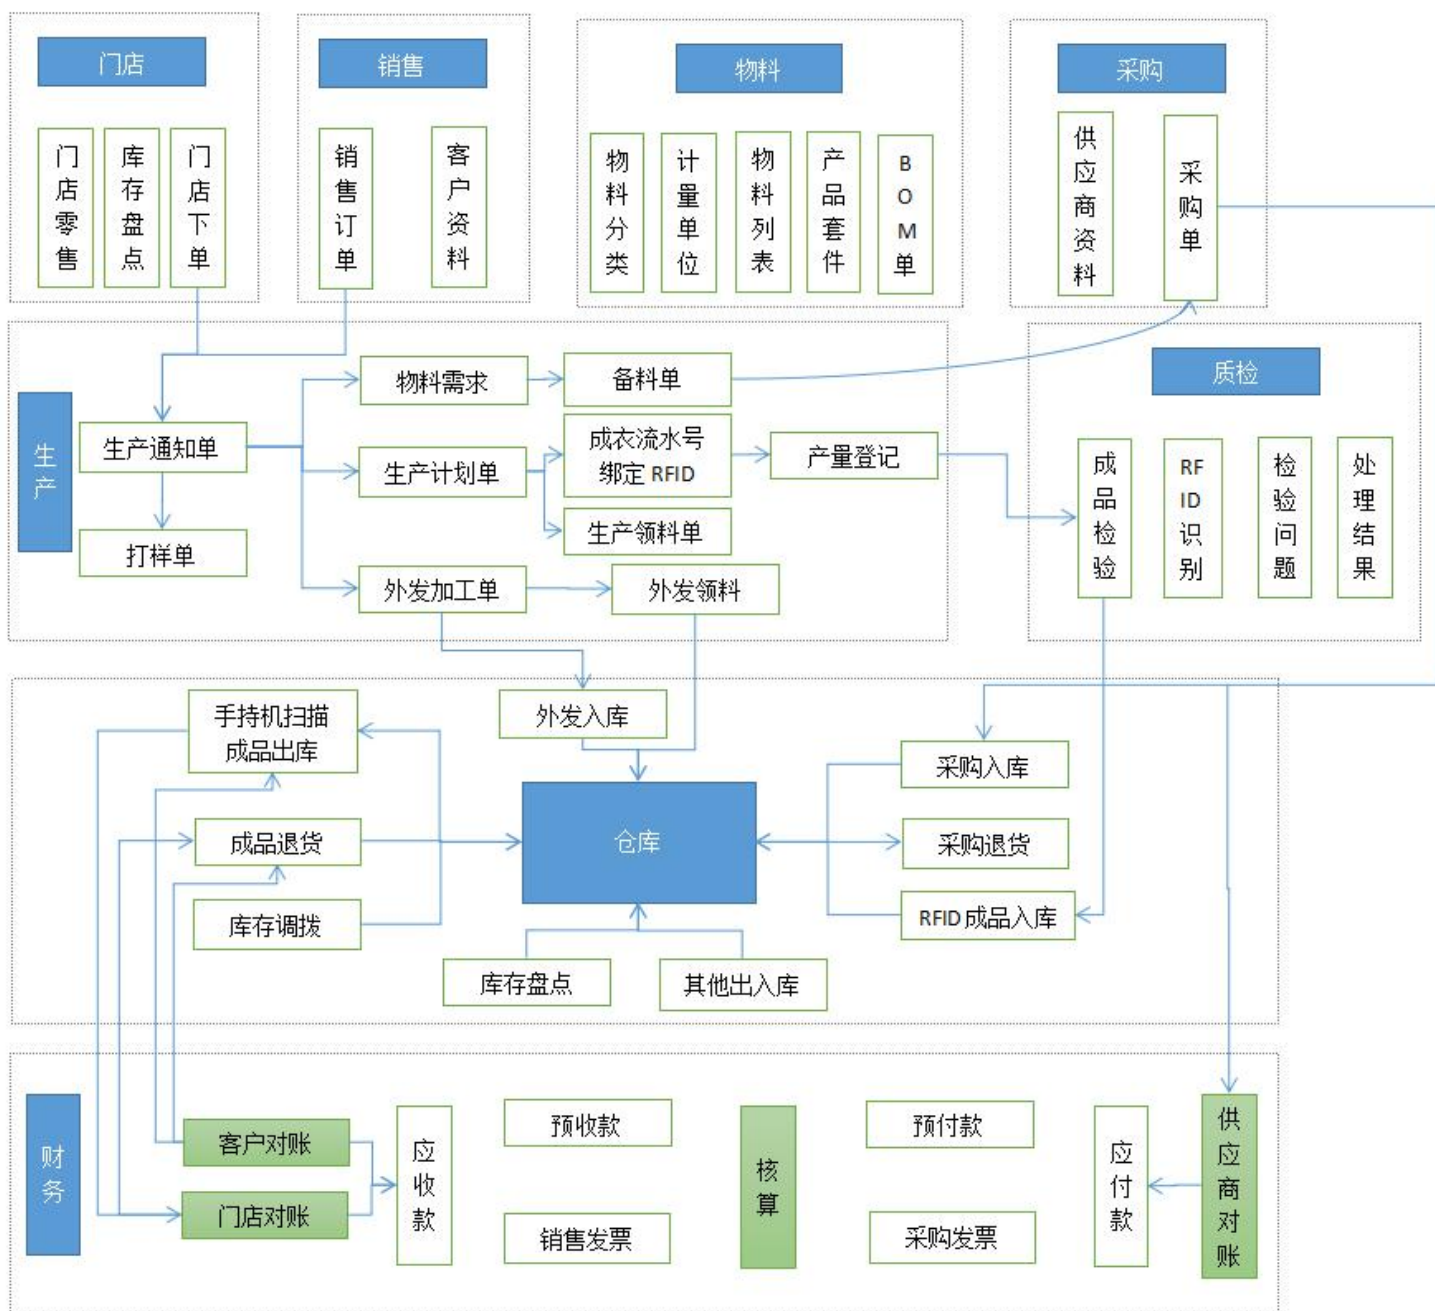 门店
销售
物料
采购
门店零售
库存盘点
门店下单
销售订单
客户资料
物料分类
计量单位
物料列表
产品套件
BOM单
供应商资料
采购单
生产
生产通知单
打样单
物料需求
备料单
生产计划单
成衣流水号
绑定 RFID
产量登记
生产领料单
外发加工单
外发领料
质检
成品检验
RFID识别
检验问题
处理结果
手持机扫描
成品出库
外发入库
采购入库
成品退货
仓库
采购退货
库存调拨
RFID 成品入库
库存盘点
其他出入库
财务
客户对账
门店对账
应收款
预收款
销售发票
核算
预付款
采购发票
应付款
供应商对账